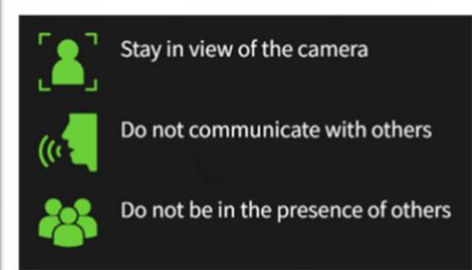 Stay in view of the camera
Do not communicate with others
Do not be in the presence of others